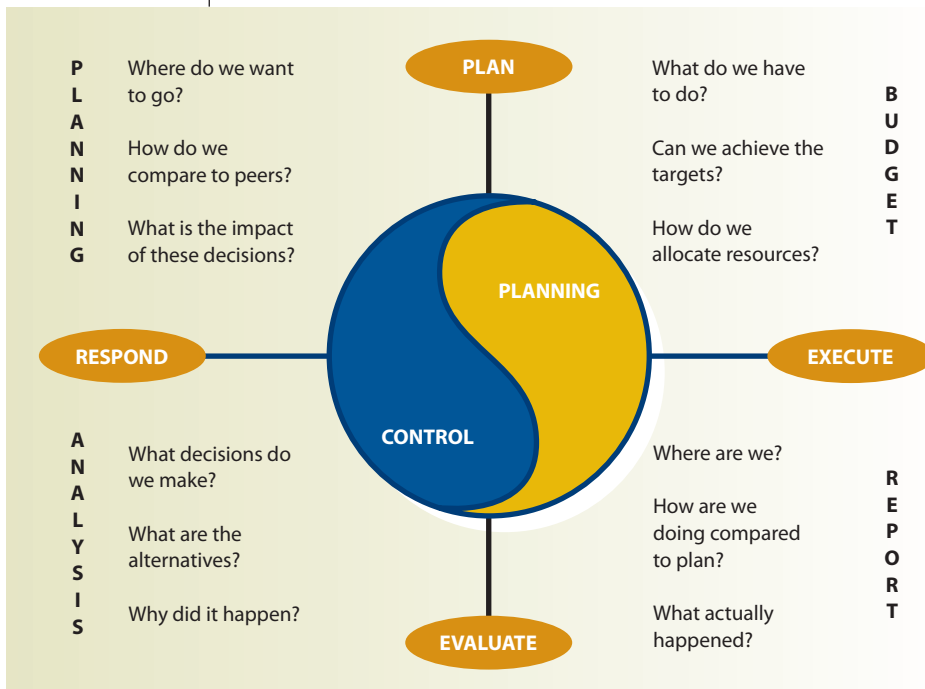 PLANNING
Where do we want
to go?
How do we
compare to peers?
What is the impact
of these decisions?
PLAN
What do we have
to do?
Can we achieve the
targets?
How do we
allocate resources?
BUDGET
PLANNING
CONTROL
RESPOND
EXECUTE
ANALYSIS
What decisions do
we make?
What are the
alternatives?
Why did it happen?
EVALUATE
Where are we?
How are we
doing compared
to plan?
What actually
happened?
REPORT